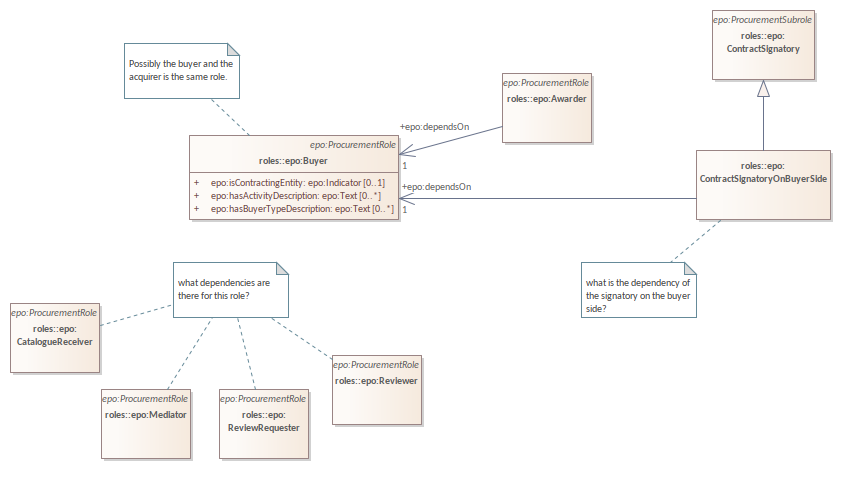 epo:ProcurementSubrole
roles::epo:
ContractSignatory
Possibly the buyer and the
acquirer is the same role.
epo:ProcurementRole
roles::epo:Awarder
+epo:dependsOn
1
epo:ProcurementRole
roles::epo:Buyer
+ epo:isContractingEntity: epo:Indicator [0..1]
+ epo:hasActivityDescription: epo:Text [0..*]
+ epo:hasBuyerTypeDescription: epo:Text [0..*]
+epo:dependsOn
1
roles::epo:
ContractSignatoryOnBuyerSide
what is the dependency of
the signatory on the buyer
side?
what dependencies are
there for this role?
epo:ProcurementRole
roles::epo:
CatalogueReceiver
epo:ProcurementRole
roles::epo:Reviewer
epo:ProcurementRole
roles::epo:Mediator
epo:ProcurementRole
roles::epo:
ReviewRequester